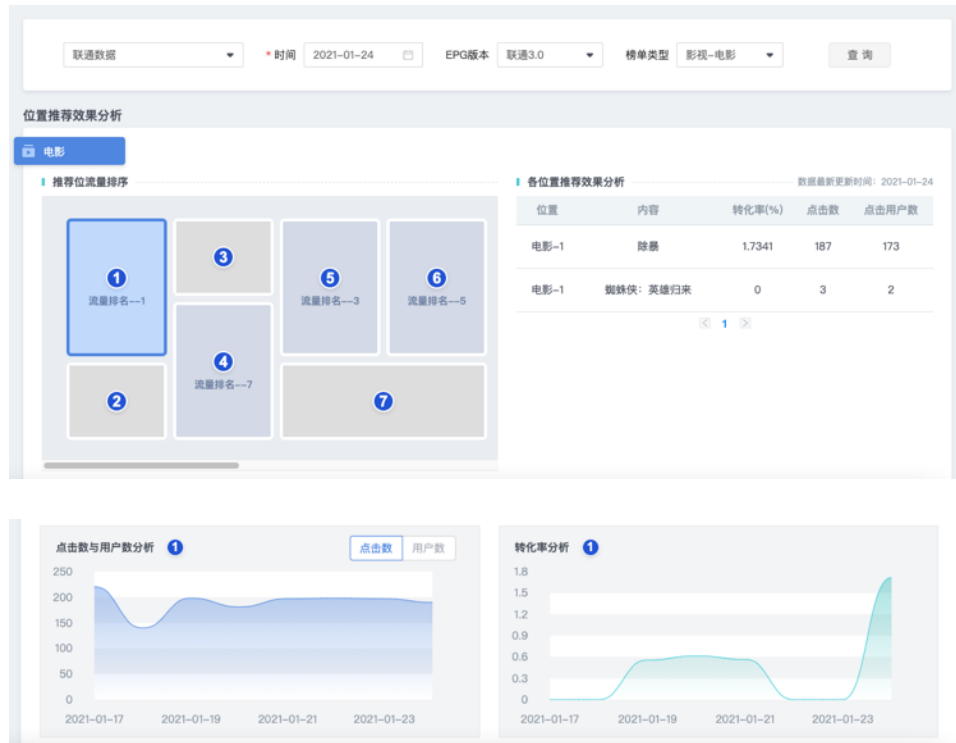 联通数据 *时间 2021-01-24 EPG版本 联通3.0 榜单类型 影视-电影 查 询
位置推荐效果分析
电影
推荐位流量排序
1
流量排名--1
2
3
4
流量排名--7
5
流量排名--3
6
流量排名--5
7
各位置推荐效果分析 数据最新更新时间：2021-01-24
位置 内容 转化率(%) 点击数 点击用户数
电影-1 除暴 1.7341 187 173
电影-1 蜘蛛侠：英雄归来 0 3 2
< 1 >
点击数与用户数分析 1 点击数 用户数
250
200
150
100
50
0
2021-01-17 2021-01-19 2021-01-21 2021-01-23
转化率分析 1
1.8
1.5
1.2
0.9
0.6
0.3
0
2021-01-17 2021-01-19 2021-01-21 2021-01-23